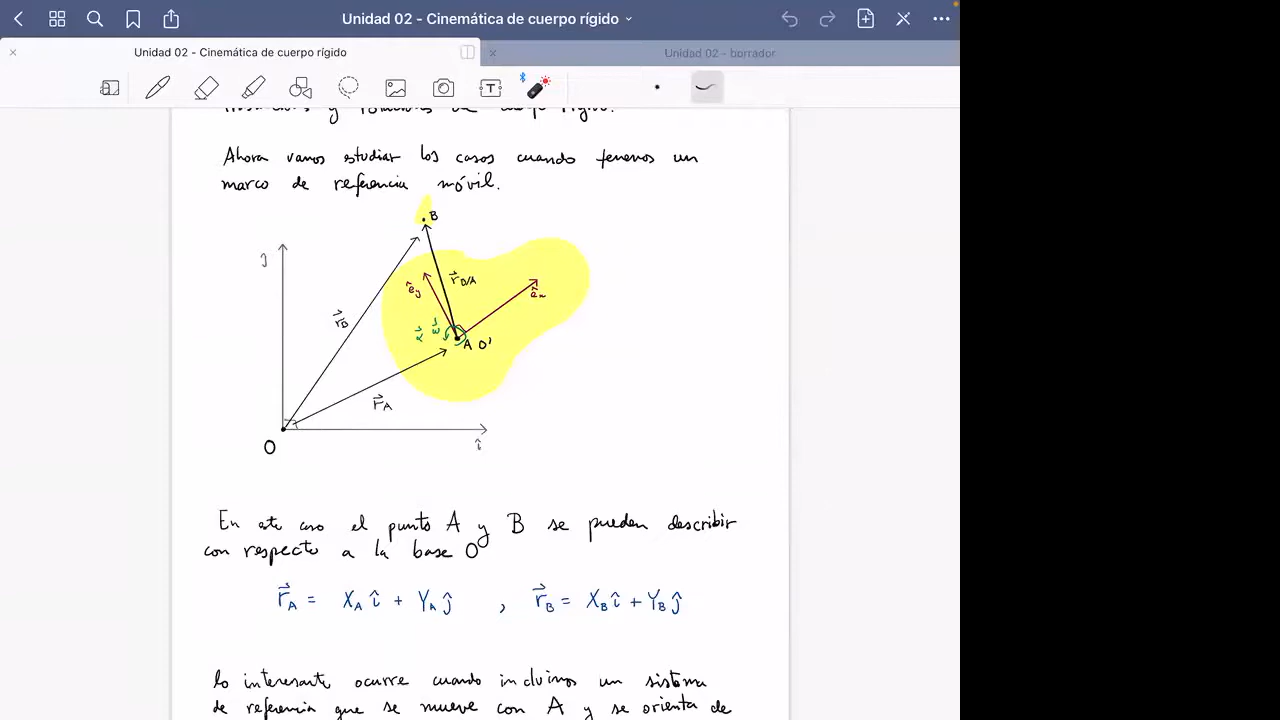 Unidad 02 - Cinemática de cuerpo rígido
Unidad 02 - Cinemática de cuerpo rígido
Unidad 02 - borrador
Ahora vamos estudiar los casos cuando tenemos un
marco de referencia móvil.
B
ĵ
r⃗B/A
êy
êx
r⃗B
α⃗ ω⃗
A O'
r⃗A
O
î
En este caso el punto A y B se pueden describir
con respecto a la base O
r⃗A = XA î + YA ĵ , r⃗B = XB î + YB ĵ
lo interesante ocurre cuando incluimos un sistema
de referencia que se mueve con A y se orienta de